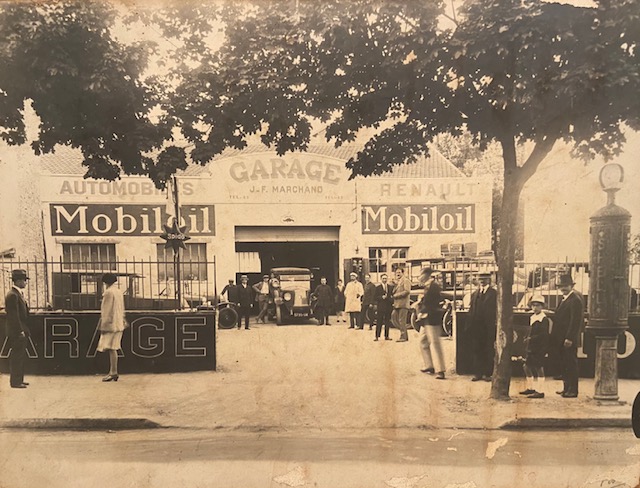 GARAGE
J & F. MARCHAND
AUTOMOBILES
RENAULT
Mobiloil
Mobiloil
GARAGE